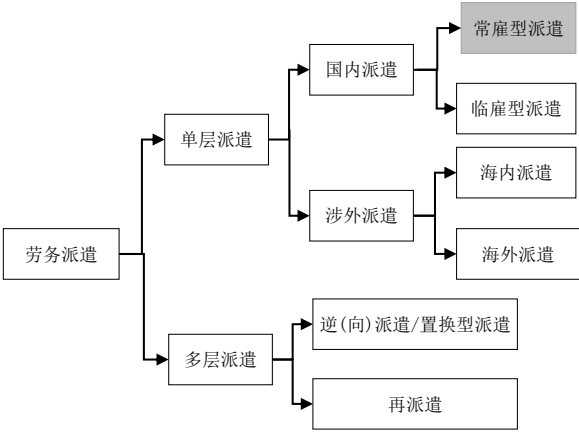 常雇型派遣
国内派遣
临雇型派遣
单层派遣
海内派遣
涉外派遣
劳务派遣
海外派遣
逆(向)派遣/置换型派遣
多层派遣
再派遣